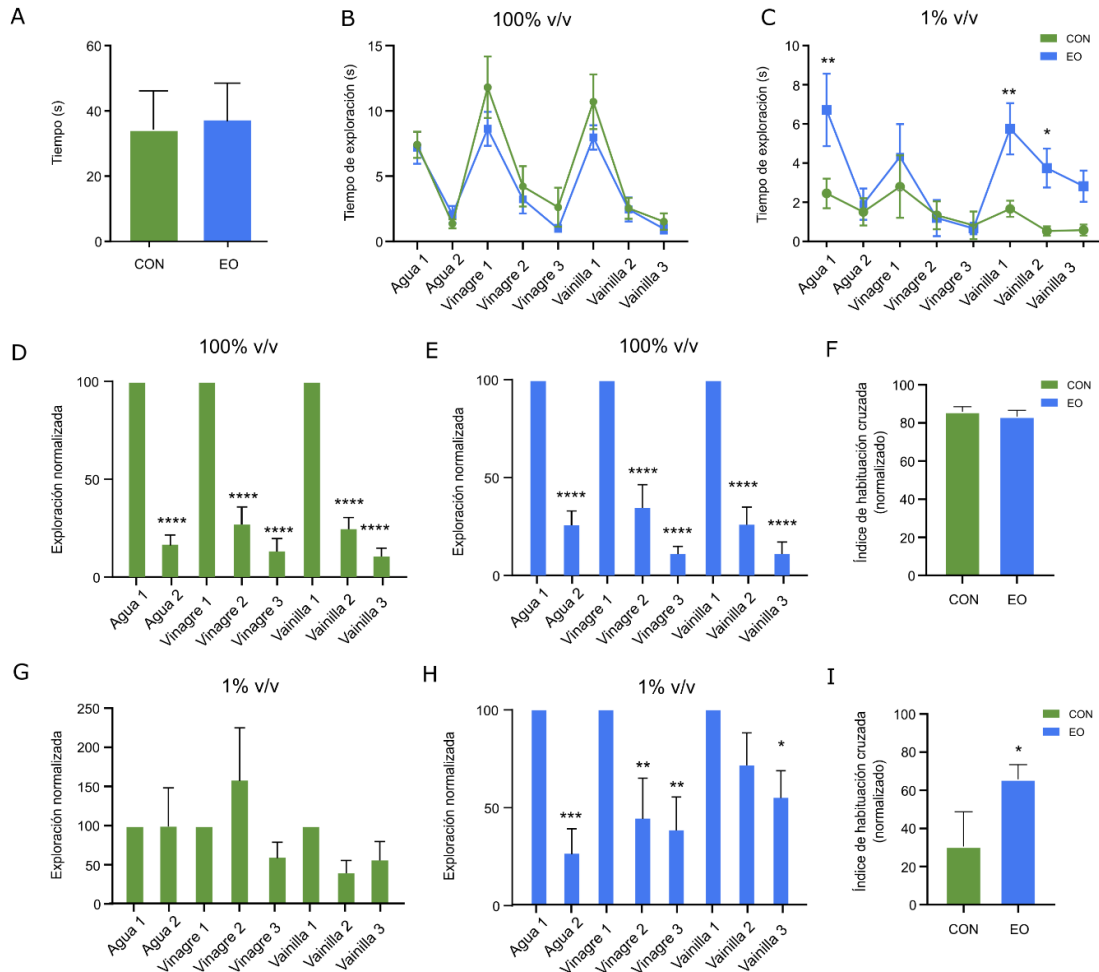 A
Tiempo (s)
60
40
20
0
CON
EO
B
100% v/v
Tiempo de exploración (s)
15
10
5
0
Agua 1
Agua 2
Vinagre 1
Vinagre 2
Vinagre 3
Vainilla 1
Vainilla 2
Vainilla 3
C
1% v/v
CON
EO
Tiempo de exploración (s)
10
8
6
4
2
0
**
**
*
Agua 1
Agua 2
Vinagre 1
Vinagre 2
Vinagre 3
Vainilla 1
Vainilla 2
Vainilla 3
D
100% v/v
Exploración normalizada
100
50
0
****
****
****
****
****
Agua 1
Agua 2
Vinagre 1
Vinagre 2
Vinagre 3
Vainilla 1
Vainilla 2
Vainilla 3
E
100% v/v
Exploración normalizada
100
50
0
****
****
****
****
****
Agua 1
Agua 2
Vinagre 1
Vinagre 2
Vinagre 3
Vainilla 1
Vainilla 2
Vainilla 3
F
CON
EO
Índice de habituación cruzada
(normalizado)
100
80
60
40
20
0
CON
EO
G
1% v/v
Exploración normalizada
250
200
150
100
50
0
Agua 1
Agua 2
Vinagre 1
Vinagre 2
Vinagre 3
Vainilla 1
Vainilla 2
Vainilla 3
H
1% v/v
Exploración normalizada
100
50
0
***
**
**
*
Agua 1
Agua 2
Vinagre 1
Vinagre 2
Vinagre 3
Vainilla 1
Vainilla 2
Vainilla 3
I
CON
EO
Índice de habituación cruzada
(normalizado)
100
80
60
40
20
0
*
CON
EO